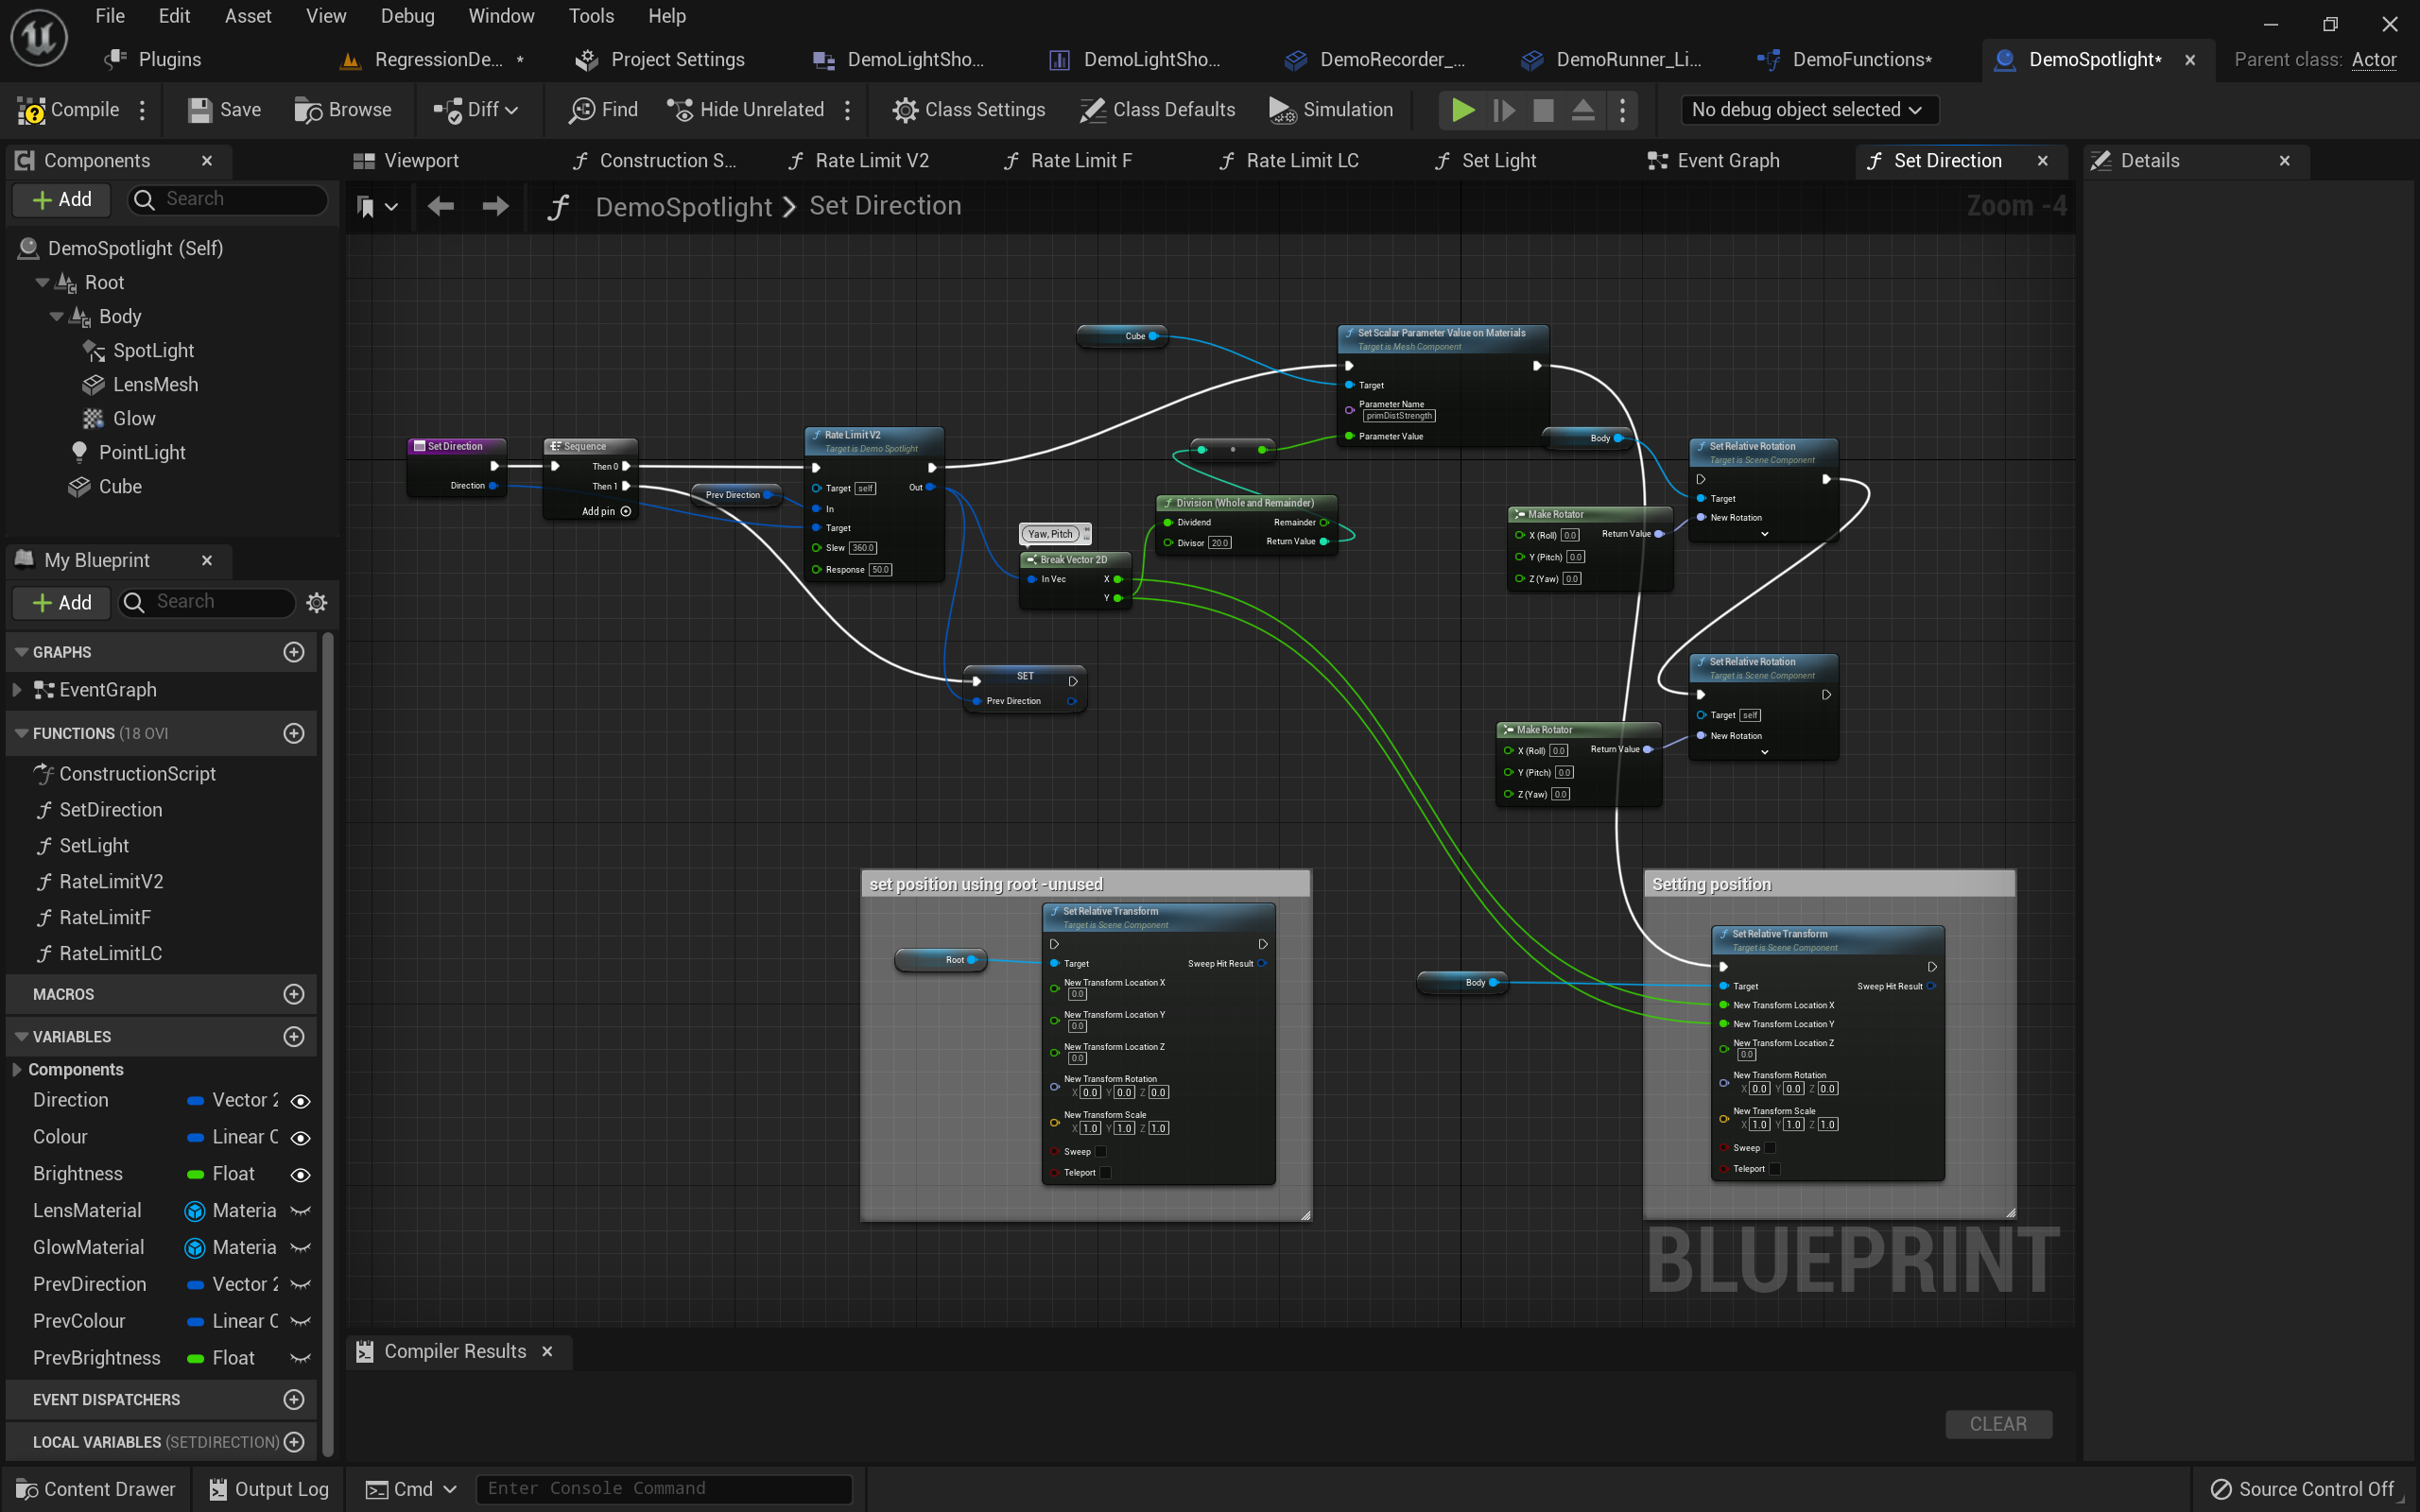 File Edit Asset View Debug Window Tools Help
Plugins RegressionDe... * Project Settings DemoLightSho... DemoLightSho... DemoRecorder_... DemoRunner_Li... DemoFunctions* DemoSpotlight* Parent class: Actor
Compile Save Browse Diff Find Hide Unrelated Class Settings Class Defaults Simulation No debug object selected
Components
Add Search
DemoSpotlight (Self)
Root
Body
SpotLight
LensMesh
Glow
PointLight
Cube
My Blueprint
Add Search
GRAPHS
EventGraph
FUNCTIONS (18 OVI
ConstructionScript
SetDirection
SetLight
RateLimitV2
RateLimitF
RateLimitLC
MACROS
VARIABLES
Components
Direction Vector 2
Colour Linear C
Brightness Float
LensMaterial Materia
GlowMaterial Materia
PrevDirection Vector 2
PrevColour Linear C
PrevBrightness Float
EVENT DISPATCHERS
LOCAL VARIABLES (SETDIRECTION)
Viewport Construction S... Rate Limit V2 Rate Limit F Rate Limit LC Set Light Event Graph Set Direction
DemoSpotlight > Set Direction
Zoom -4
Set Direction
Direction
Sequence
Then 0
Then 1
Add pin
Prev Direction
Rate Limit V2
Target is Demo Spotlight
Target self Out
In
Target
Slew 360.0
Response 50.0
Yaw, Pitch
Break Vector 2D
In Vec X
Y
SET
Prev Direction
Cube
Division (Whole and Remainder)
Dividend Remainder
Divisor 20.0 Return Value
Set Scalar Parameter Value on Materials
Target is Mesh Component
Target
Parameter Name
primDistStrength
Parameter Value
Body
Make Rotator
X (Roll) 0.0 Return Value
Y (Pitch) 0.0
Z (Yaw) 0.0
Set Relative Rotation
Target is Scene Component
Target
New Rotation
Make Rotator
X (Roll) 0.0 Return Value
Y (Pitch) 0.0
Z (Yaw) 0.0
Set Relative Rotation
Target is Scene Component
Target self
New Rotation
set position using root -unused
Root
Set Relative Transform
Target is Scene Component
Target Sweep Hit Result
New Transform Location X
0.0
New Transform Location Y
0.0
New Transform Location Z
0.0
New Transform Rotation
X 0.0 Y 0.0 Z 0.0
New Transform Scale
X 1.0 Y 1.0 Z 1.0
Sweep
Teleport
Body
Setting position
Set Relative Transform
Target is Scene Component
Target Sweep Hit Result
New Transform Location X
New Transform Location Y
New Transform Location Z
0.0
New Transform Rotation
X 0.0 Y 0.0 Z 0.0
New Transform Scale
X 1.0 Y 1.0 Z 1.0
Sweep
Teleport
BLUEPRINT
Compiler Results
CLEAR
Details
Content Drawer Output Log Cmd Enter Console Command Source Control Off